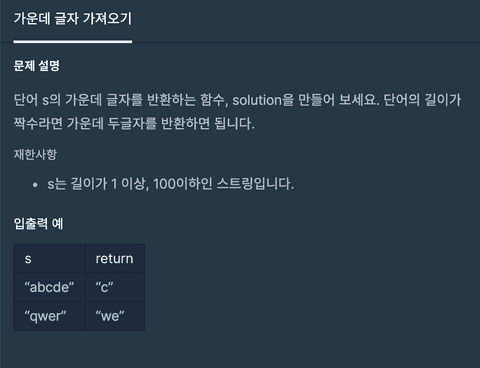 가운데 글자 가져오기
문제 설명
단어 s의 가운데 글자를 반환하는 함수, solution을 만들어 보세요. 단어의 길이가
짝수라면 가운데 두글자를 반환하면 됩니다.
재한사항
• s는 길이가 1 이상, 100이하인 스트링입니다.
입출력 예
s return
“abcde” “c”
“qwer” “we”